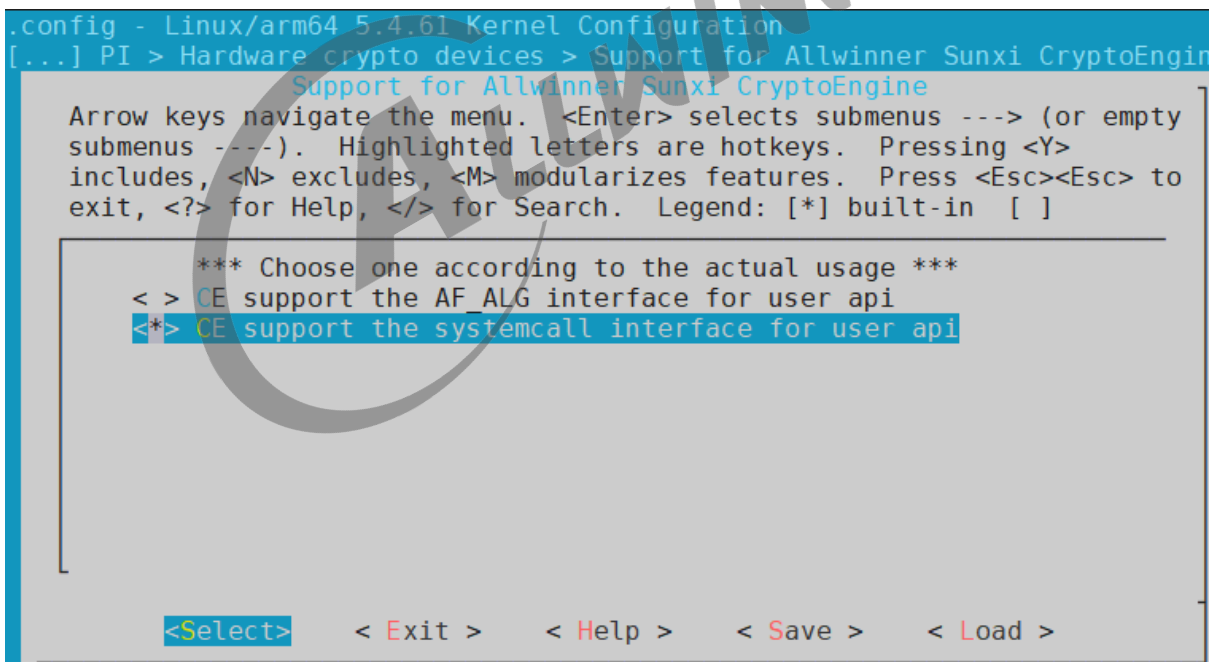 .config - Linux/arm64 5.4.61 Kernel Configuration
[...] PI > Hardware crypto devices > Support for Allwinner Sunxi CryptoEngin
Support for Allwinner Sunxi CryptoEngine
Arrow keys navigate the menu.  <Enter> selects submenus ---> (or empty
submenus ----).  Highlighted letters are hotkeys.  Pressing <Y>
includes, <N> excludes, <M> modularizes features.  Press <Esc><Esc> to
exit, <?> for Help, </> for Search.  Legend: [*] built-in  [ ]
*** Choose one according to the actual usage ***
< > CE support the AF_ALG interface for user api
<*> CE support the systemcall interface for user api
<Select>    < Exit >    < Help >    < Save >    < Load >
ALLWIN